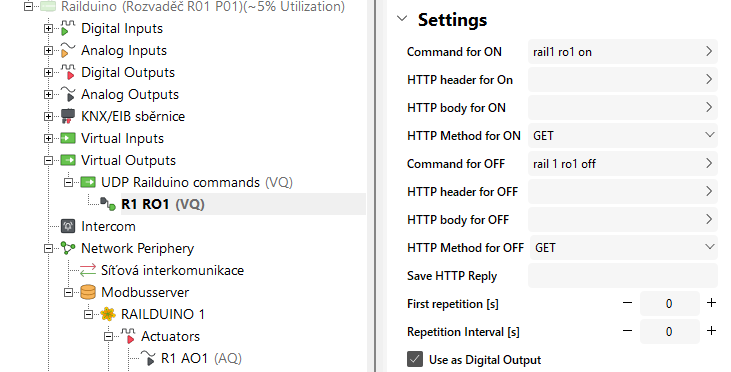 Railduino (Rozvaděč R01 P01)(~5% Utilization)
Digital Inputs
Analog Inputs
Digital Outputs
Analog Outputs
KNX/EIB sběrnice
Virtual Inputs
Virtual Outputs
UDP Railduino commands (VQ)
R1 RO1 (VQ)
Intercom
Network Periphery
Síťová interkomunikace
Modbusserver
RAILDUINO 1
Actuators
R1 AO1 (AQ)
Settings
Command for ON rail1 ro1 on
HTTP header for On
HTTP body for ON
HTTP Method for ON GET
Command for OFF rail 1 ro1 off
HTTP header for OFF
HTTP body for OFF
HTTP Method for OFF GET
Save HTTP Reply
First repetition [s] − 0 +
Repetition Interval [s] − 0 +
Use as Digital Output